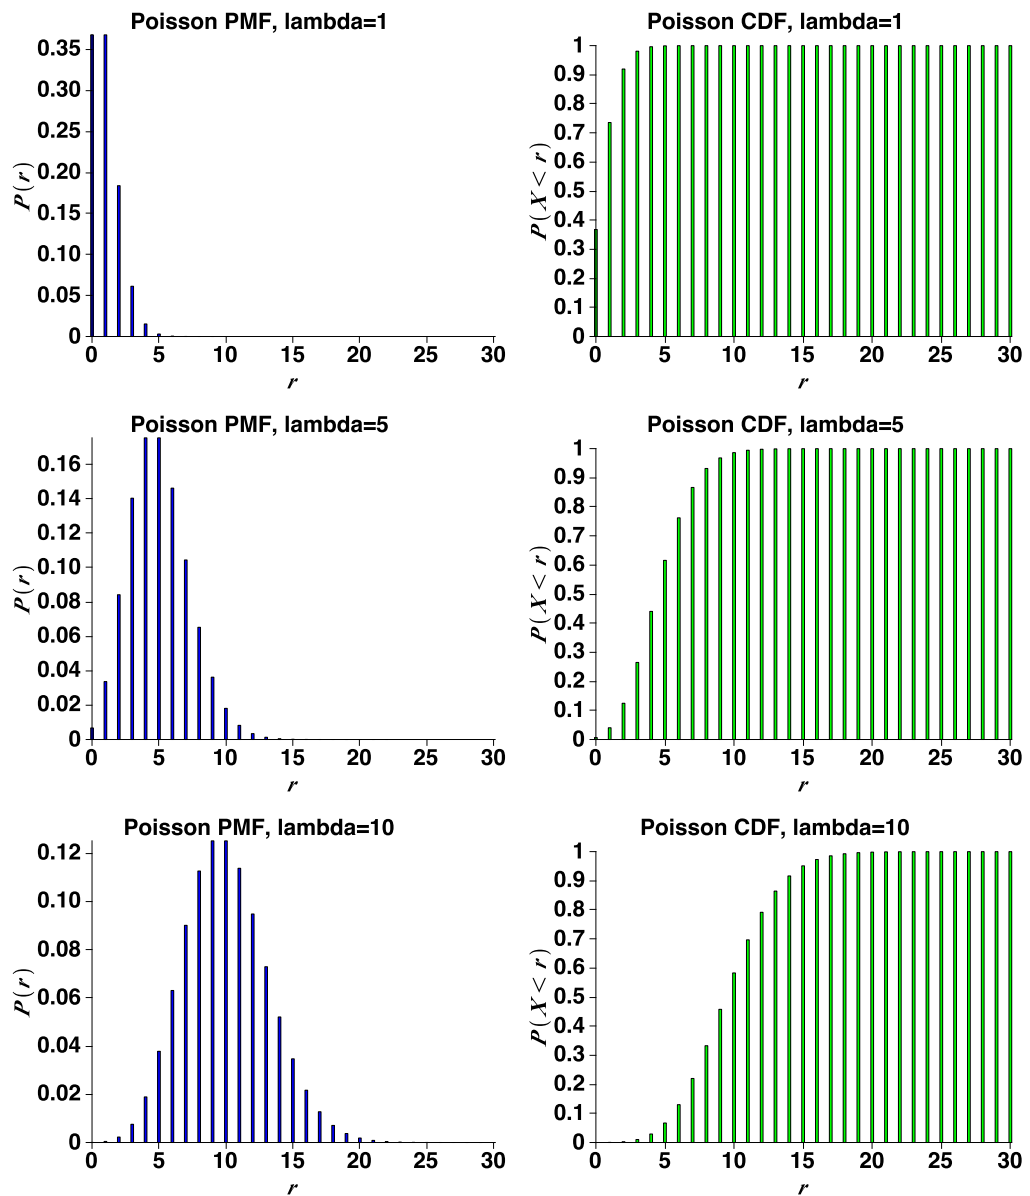 Poisson PMF, lambda=1
0.35
0.30
0.25
0.20
0.15
0.10
0.05
0
P(r)
0 5 10 15 20 25 30
r
Poisson CDF, lambda=1
1
0.9
0.8
0.7
0.6
0.5
0.4
0.3
0.2
0.1
0
P(X < r)
0 5 10 15 20 25 30
r
Poisson PMF, lambda=5
0.16
0.14
0.12
0.10
0.08
0.06
0.04
0.02
0
P(r)
0 5 10 15 20 25 30
r
Poisson CDF, lambda=5
1
0.9
0.8
0.7
0.6
0.5
0.4
0.3
0.2
0.1
0
P(X < r)
0 5 10 15 20 25 30
r
Poisson PMF, lambda=10
0.12
0.10
0.08
0.06
0.04
0.02
0
P(r)
0 5 10 15 20 25 30
r
Poisson CDF, lambda=10
1
0.9
0.8
0.7
0.6
0.5
0.4
0.3
0.2
0.1
0
P(X < r)
0 5 10 15 20 25 30
r